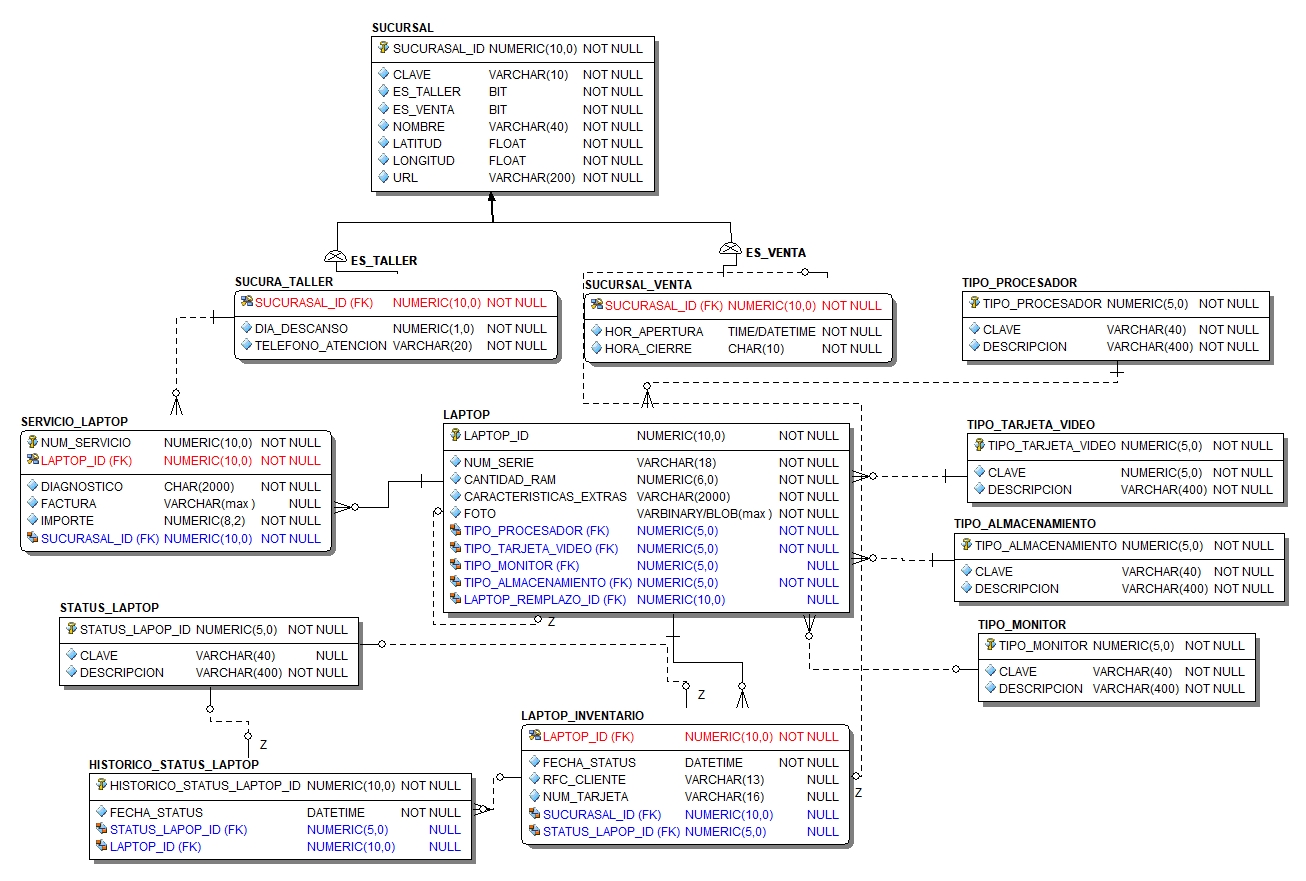 SUCURSAL
SUCURASAL_ID NUMERIC(10,0) NOT NULL
CLAVE VARCHAR(10) NOT NULL
ES_TALLER BIT NOT NULL
ES_VENTA BIT NOT NULL
NOMBRE VARCHAR(40) NOT NULL
LATITUD FLOAT NOT NULL
LONGITUD FLOAT NOT NULL
URL VARCHAR(200) NOT NULL
ES_TALLER
ES_VENTA
SUCURA_TALLER
SUCURASAL_ID (FK) NUMERIC(10,0) NOT NULL
DIA_DESCANSO NUMERIC(1,0) NOT NULL
TELEFONO_ATENCION VARCHAR(20) NOT NULL
SUCURSAL_VENTA
SUCURASAL_ID (FK) NUMERIC(10,0) NOT NULL
HOR_APERTURA TIME/DATETIME NOT NULL
HORA_CIERRE CHAR(10) NOT NULL
TIPO_PROCESADOR
TIPO_PROCESADOR NUMERIC(5,0) NOT NULL
CLAVE VARCHAR(40) NOT NULL
DESCRIPCION VARCHAR(400) NOT NULL
SERVICIO_LAPTOP
NUM_SERVICIO NUMERIC(10,0) NOT NULL
LAPTOP_ID (FK) NUMERIC(10,0) NOT NULL
DIAGNOSTICO CHAR(2000) NOT NULL
FACTURA VARCHAR(max ) NULL
IMPORTE NUMERIC(8,2) NOT NULL
SUCURASAL_ID (FK) NUMERIC(10,0) NOT NULL
LAPTOP
LAPTOP_ID NUMERIC(10,0) NOT NULL
NUM_SERIE VARCHAR(18) NOT NULL
CANTIDAD_RAM NUMERIC(6,0) NOT NULL
CARACTERISTICAS_EXTRAS VARCHAR(2000) NOT NULL
FOTO VARBINARY/BLOB(max ) NOT NULL
TIPO_PROCESADOR (FK) NUMERIC(5,0) NOT NULL
TIPO_TARJETA_VIDEO (FK) NUMERIC(5,0) NOT NULL
TIPO_MONITOR (FK) NUMERIC(5,0) NULL
TIPO_ALMACENAMIENTO (FK) NUMERIC(5,0) NOT NULL
LAPTOP_REMPLAZO_ID (FK) NUMERIC(10,0) NULL
Z
TIPO_TARJETA_VIDEO
TIPO_TARJETA_VIDEO NUMERIC(5,0) NOT NULL
CLAVE NUMERIC(5,0) NOT NULL
DESCRIPCION VARCHAR(400) NOT NULL
TIPO_ALMACENAMIENTO
TIPO_ALMACENAMIENTO NUMERIC(5,0) NOT NULL
CLAVE VARCHAR(40) NOT NULL
DESCRIPCION VARCHAR(400) NOT NULL
TIPO_MONITOR
TIPO_MONITOR NUMERIC(5,0) NOT NULL
CLAVE VARCHAR(40) NOT NULL
DESCRIPCION VARCHAR(400) NOT NULL
STATUS_LAPTOP
STATUS_LAPOP_ID NUMERIC(5,0) NOT NULL
CLAVE VARCHAR(40) NULL
DESCRIPCION VARCHAR(400) NOT NULL
Z
Z
LAPTOP_INVENTARIO
LAPTOP_ID (FK) NUMERIC(10,0) NOT NULL
FECHA_STATUS DATETIME NOT NULL
RFC_CLIENTE VARCHAR(13) NULL
NUM_TARJETA VARCHAR(16) NULL
SUCURASAL_ID (FK) NUMERIC(10,0) NULL
STATUS_LAPOP_ID (FK) NUMERIC(5,0) NULL
Z
HISTORICO_STATUS_LAPTOP
HISTORICO_STATUS_LAPTOP_ID NUMERIC(10,0) NOT NULL
FECHA_STATUS DATETIME NOT NULL
STATUS_LAPOP_ID (FK) NUMERIC(5,0) NULL
LAPTOP_ID (FK) NUMERIC(10,0) NULL